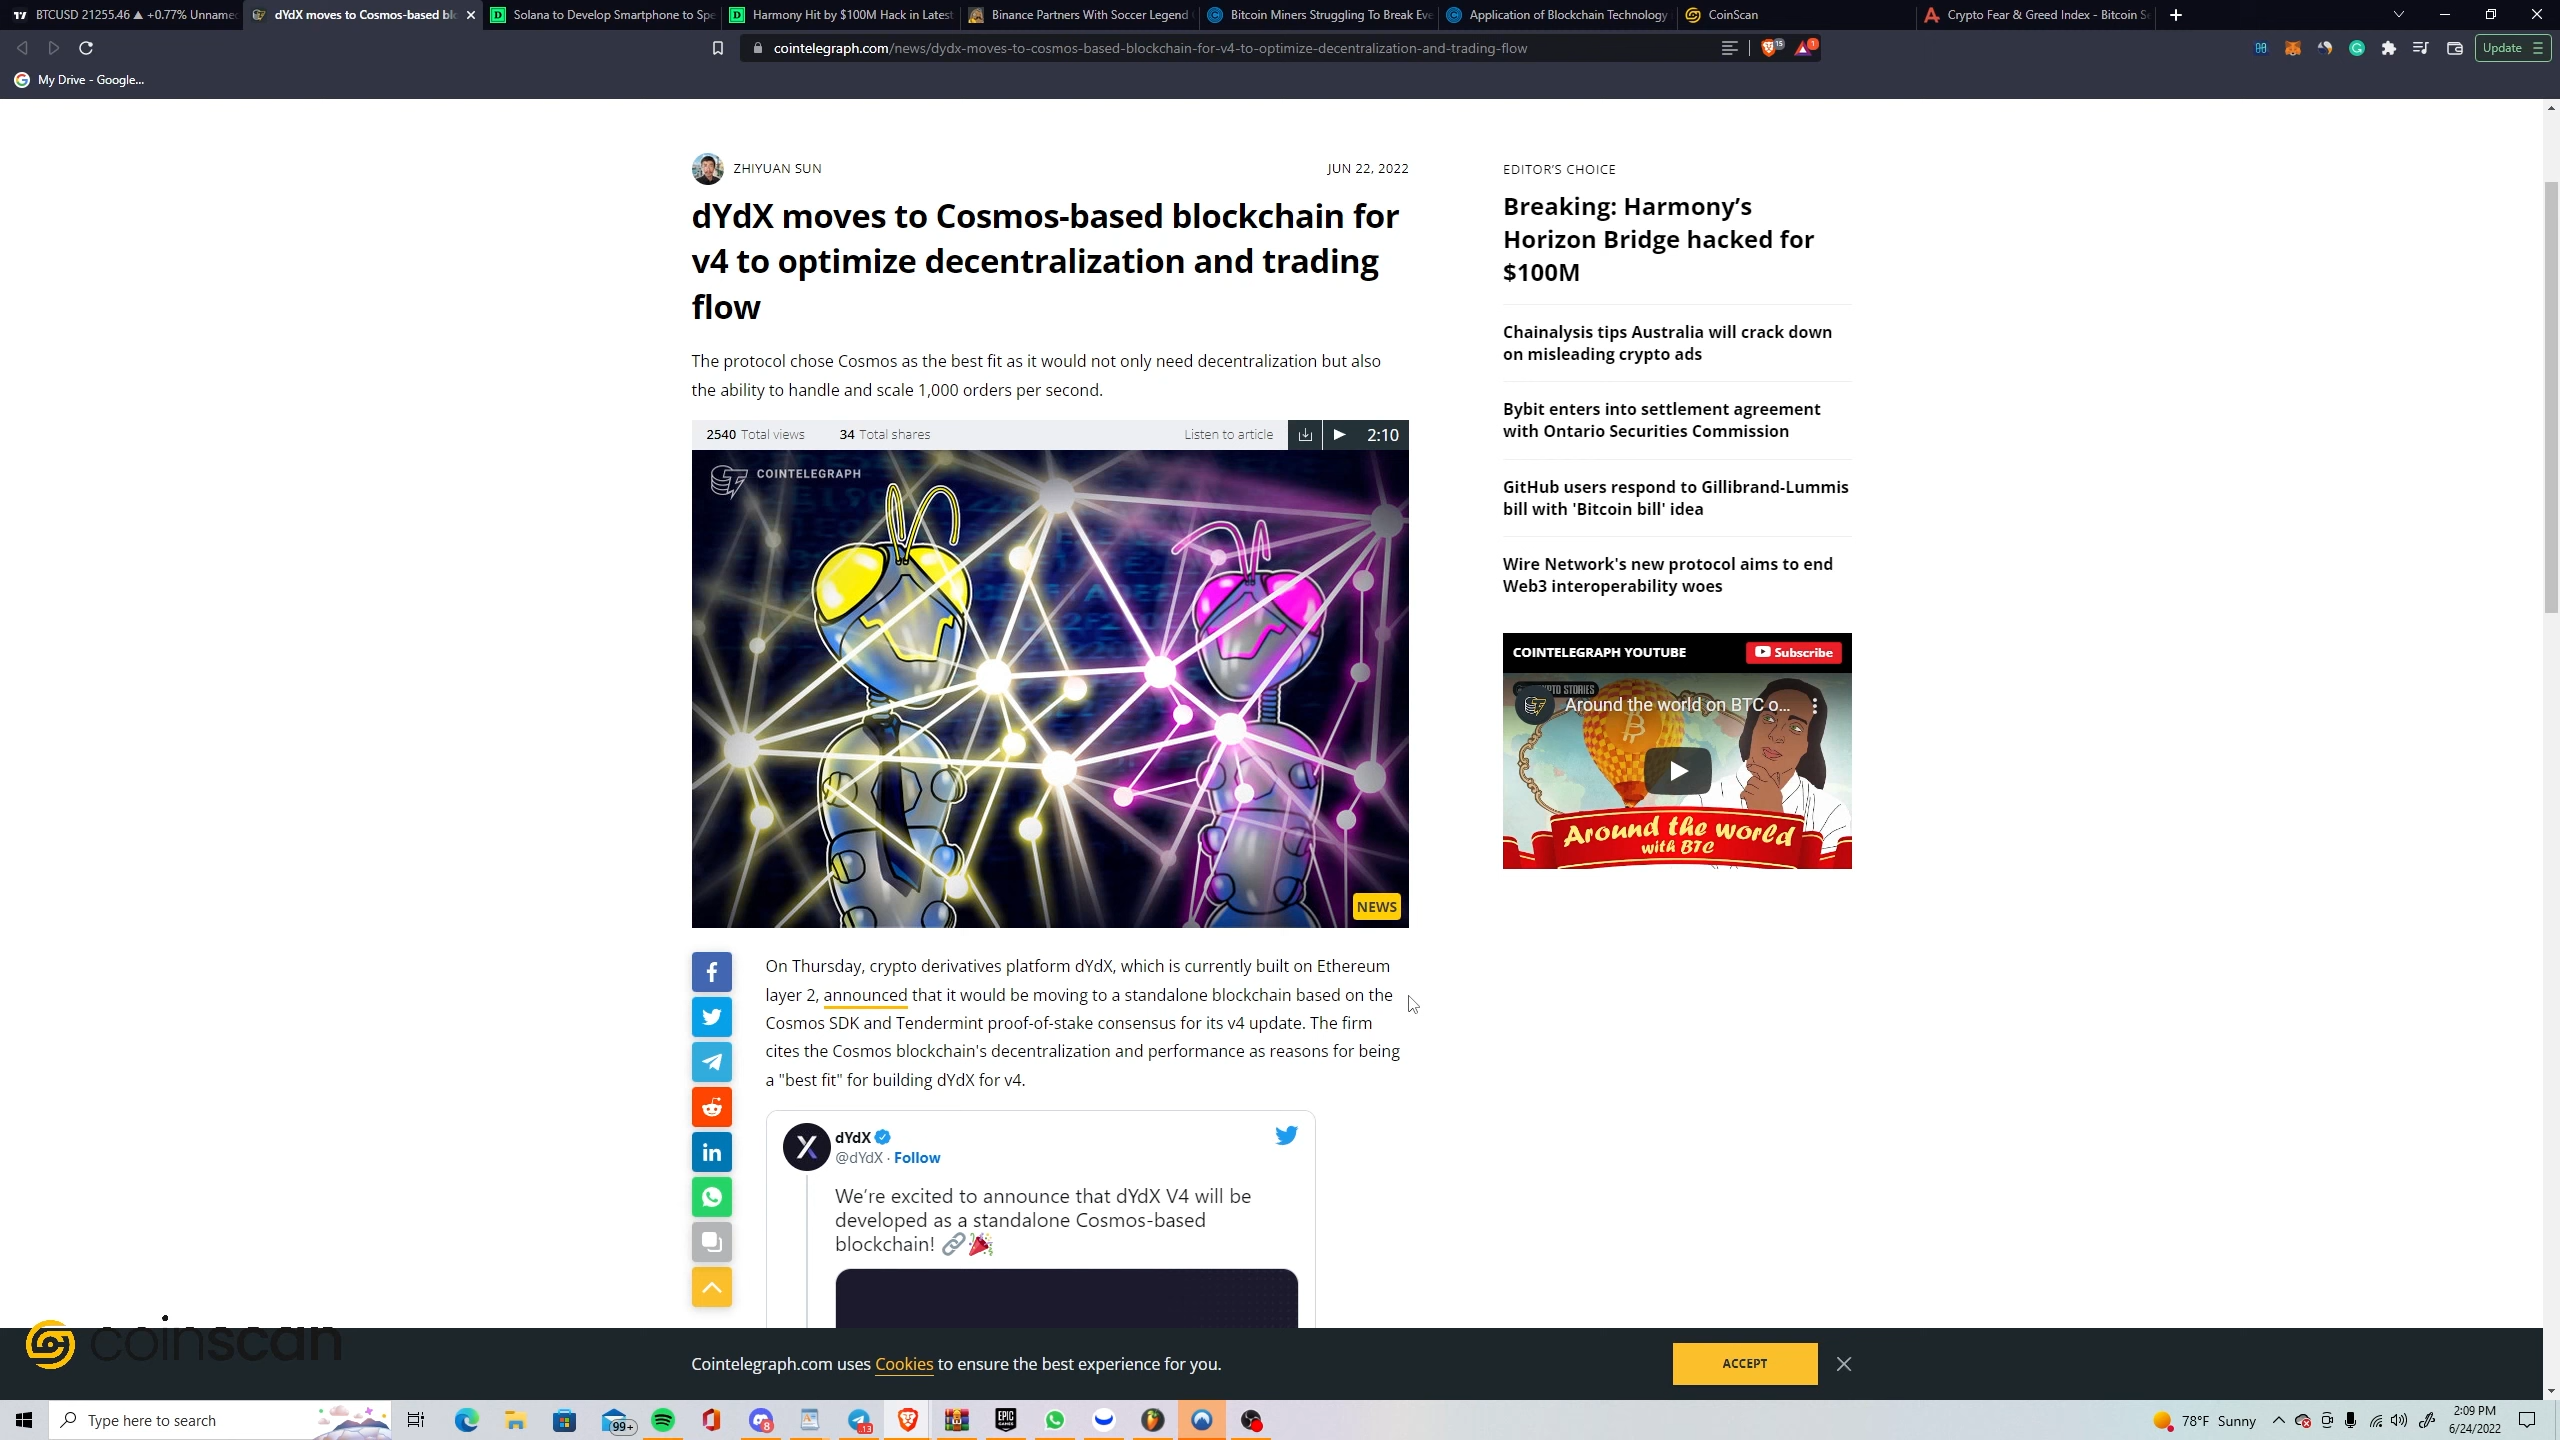 BTCUSD 21255.46 ▲ +0.77% Unnamed
dYdX moves to Cosmos-based blo
Solana to Develop Smartphone to Spe
Harmony Hit by $100M Hack in Latest
Binance Partners With Soccer Legend
Bitcoin Miners Struggling To Break Eve
Application of Blockchain Technology
CoinScan
Crypto Fear & Greed Index - Bitcoin Se
cointelegraph.com/news/dydx-moves-to-cosmos-based-blockchain-for-v4-to-optimize-decentralization-and-trading-flow
Update
My Drive - Google...
ZHIYUAN SUN
JUN 22, 2022
dYdX moves to Cosmos-based blockchain for
v4 to optimize decentralization and trading
flow
The protocol chose Cosmos as the best fit as it would not only need decentralization but also
the ability to handle and scale 1,000 orders per second.
2540 Total views
34 Total shares
Listen to article
2:10
COINTELEGRAPH
NEWS
On Thursday, crypto derivatives platform dYdX, which is currently built on Ethereum
layer 2, announced that it would be moving to a standalone blockchain based on the
Cosmos SDK and Tendermint proof-of-stake consensus for its v4 update. The firm
cites the Cosmos blockchain's decentralization and performance as reasons for being
a "best fit" for building dYdX for v4.
dYdX
@dYdX · Follow
We're excited to announce that dYdX V4 will be
developed as a standalone Cosmos-based
blockchain! 🔗🎉
EDITOR'S CHOICE
Breaking: Harmony's
Horizon Bridge hacked for
$100M
Chainalysis tips Australia will crack down
on misleading crypto ads
Bybit enters into settlement agreement
with Ontario Securities Commission
GitHub users respond to Gillibrand-Lummis
bill with 'Bitcoin bill' idea
Wire Network's new protocol aims to end
Web3 interoperability woes
COINTELEGRAPH YOUTUBE
Subscribe
Around the world on BTC o...
Around the world
with BTC
coinscan
Cointelegraph.com uses Cookies to ensure the best experience for you.
ACCEPT
Type here to search
99+
EPIC
GAMES
8
13
78°F Sunny
2:09 PM
6/24/2022